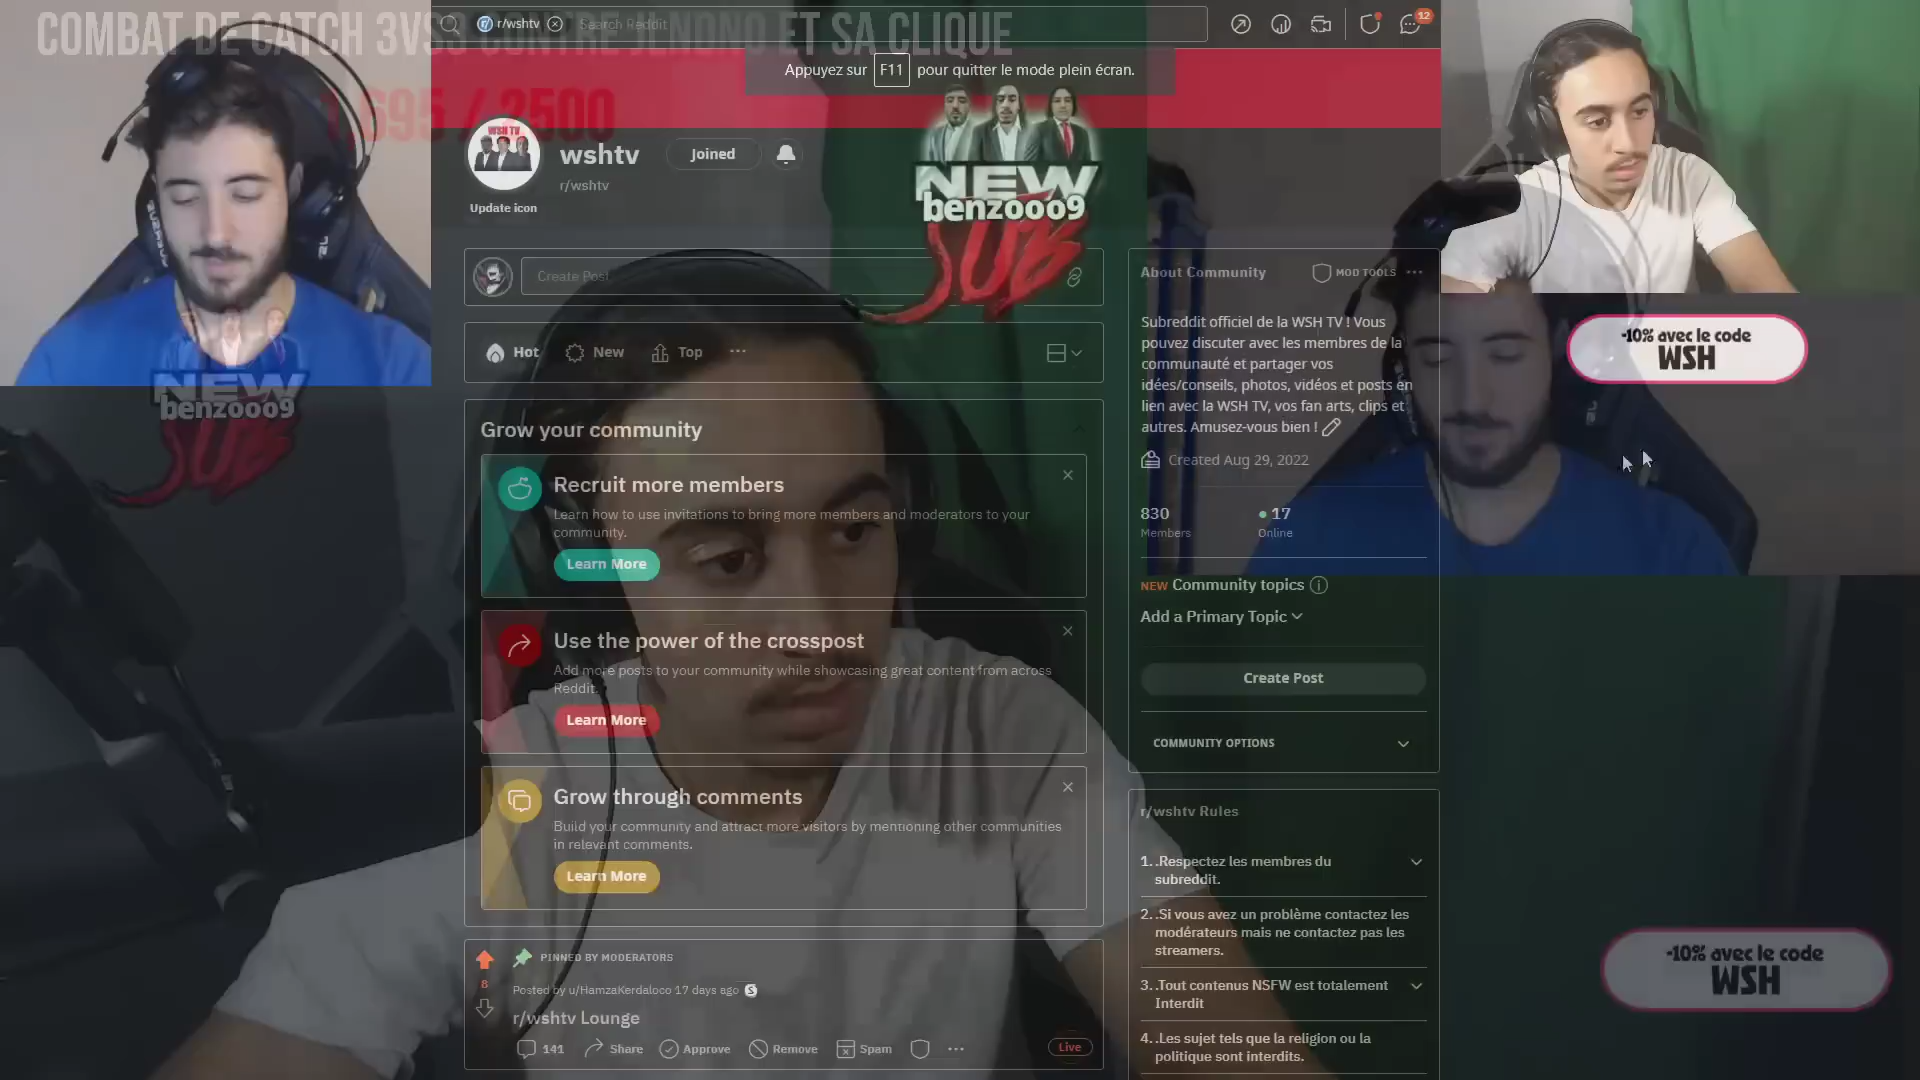 COMBAT DE CATCH 3VS3 CONTRE JLNONO ET SA CLIQUE
r/wshtv
Search Reddit
12
Appuyez sur F11 pour quitter le mode plein écran.
1,695 / 2500
WSH TV
wshtv
Joined
r/wshtv
Update icon
NEW
benzooo9
SUB
Create Post
Hot
New
Top
NEW
benzooo9
SUB
Grow your community
Recruit more members
Learn how to use invitations to bring more members and moderators to your
community.
Learn More
Use the power of the crosspost
Add more posts to your community while showcasing great content from across
Reddit.
Learn More
Grow through comments
Build your community and attract more visitors by mentioning other communities
in relevant comments.
Learn More
PINNED BY MODERATORS
8
Posted by u/HamzaKerdaloco 17 days ago
r/wshtv Lounge
141
Share
Approve
Remove
Spam
Live
About Community
MOD TOOLS
Subreddit officiel de la WSH TV ! Vous
pouvez discuter avec les membres de la
communauté et partager vos
idées/conseils, photos, vidéos et posts en
lien avec la WSH TV, vos fan arts, clips et
autres. Amusez-vous bien !
Created Aug 29, 2022
830
17
Members
Online
NEW Community topics
Add a Primary Topic
Create Post
COMMUNITY OPTIONS
r/wshtv Rules
1. .Respectez les membres du
subreddit.
2. .Si vous avez un problème contactez les
modérateurs mais ne contactez pas les
streamers.
3. .Tout contenus NSFW est totalement
Interdit
4. .Les sujet tels que la religion ou la
politique sont interdits.
-10% avec le code
WSH
-10% avec le code
WSH